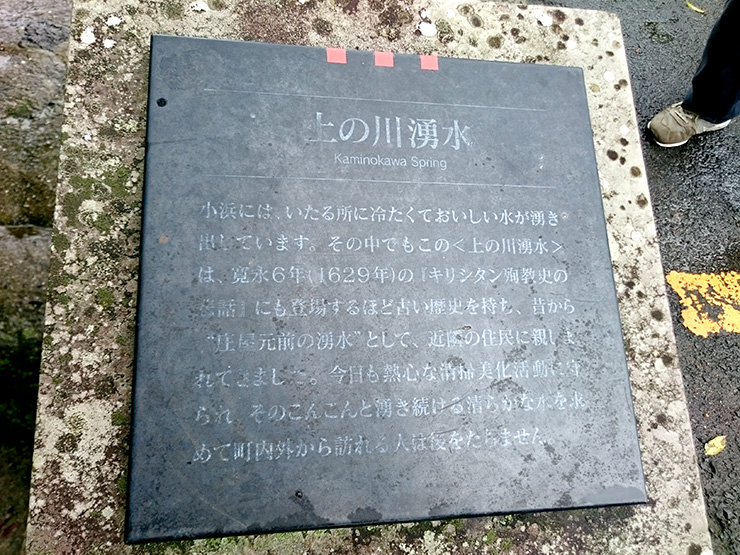 上の川湧水
Kaminokawa Spring
小浜には、いたる所に冷たくておいしい水が湧き
出しています。その中でもこの<上の川湧水>
は、寛永6年(1629年)の『キリシタン殉教史の
話』にも登場するほど古い歴史を持ち、昔から
“庄屋元前の湧水”として、近隣の住民に親しま
れてきました。今日も熱心な清掃美化活動に守
られ、そのこんこんと湧き続ける清らかな水を求
めて町内外から訪れる人は後をたちません